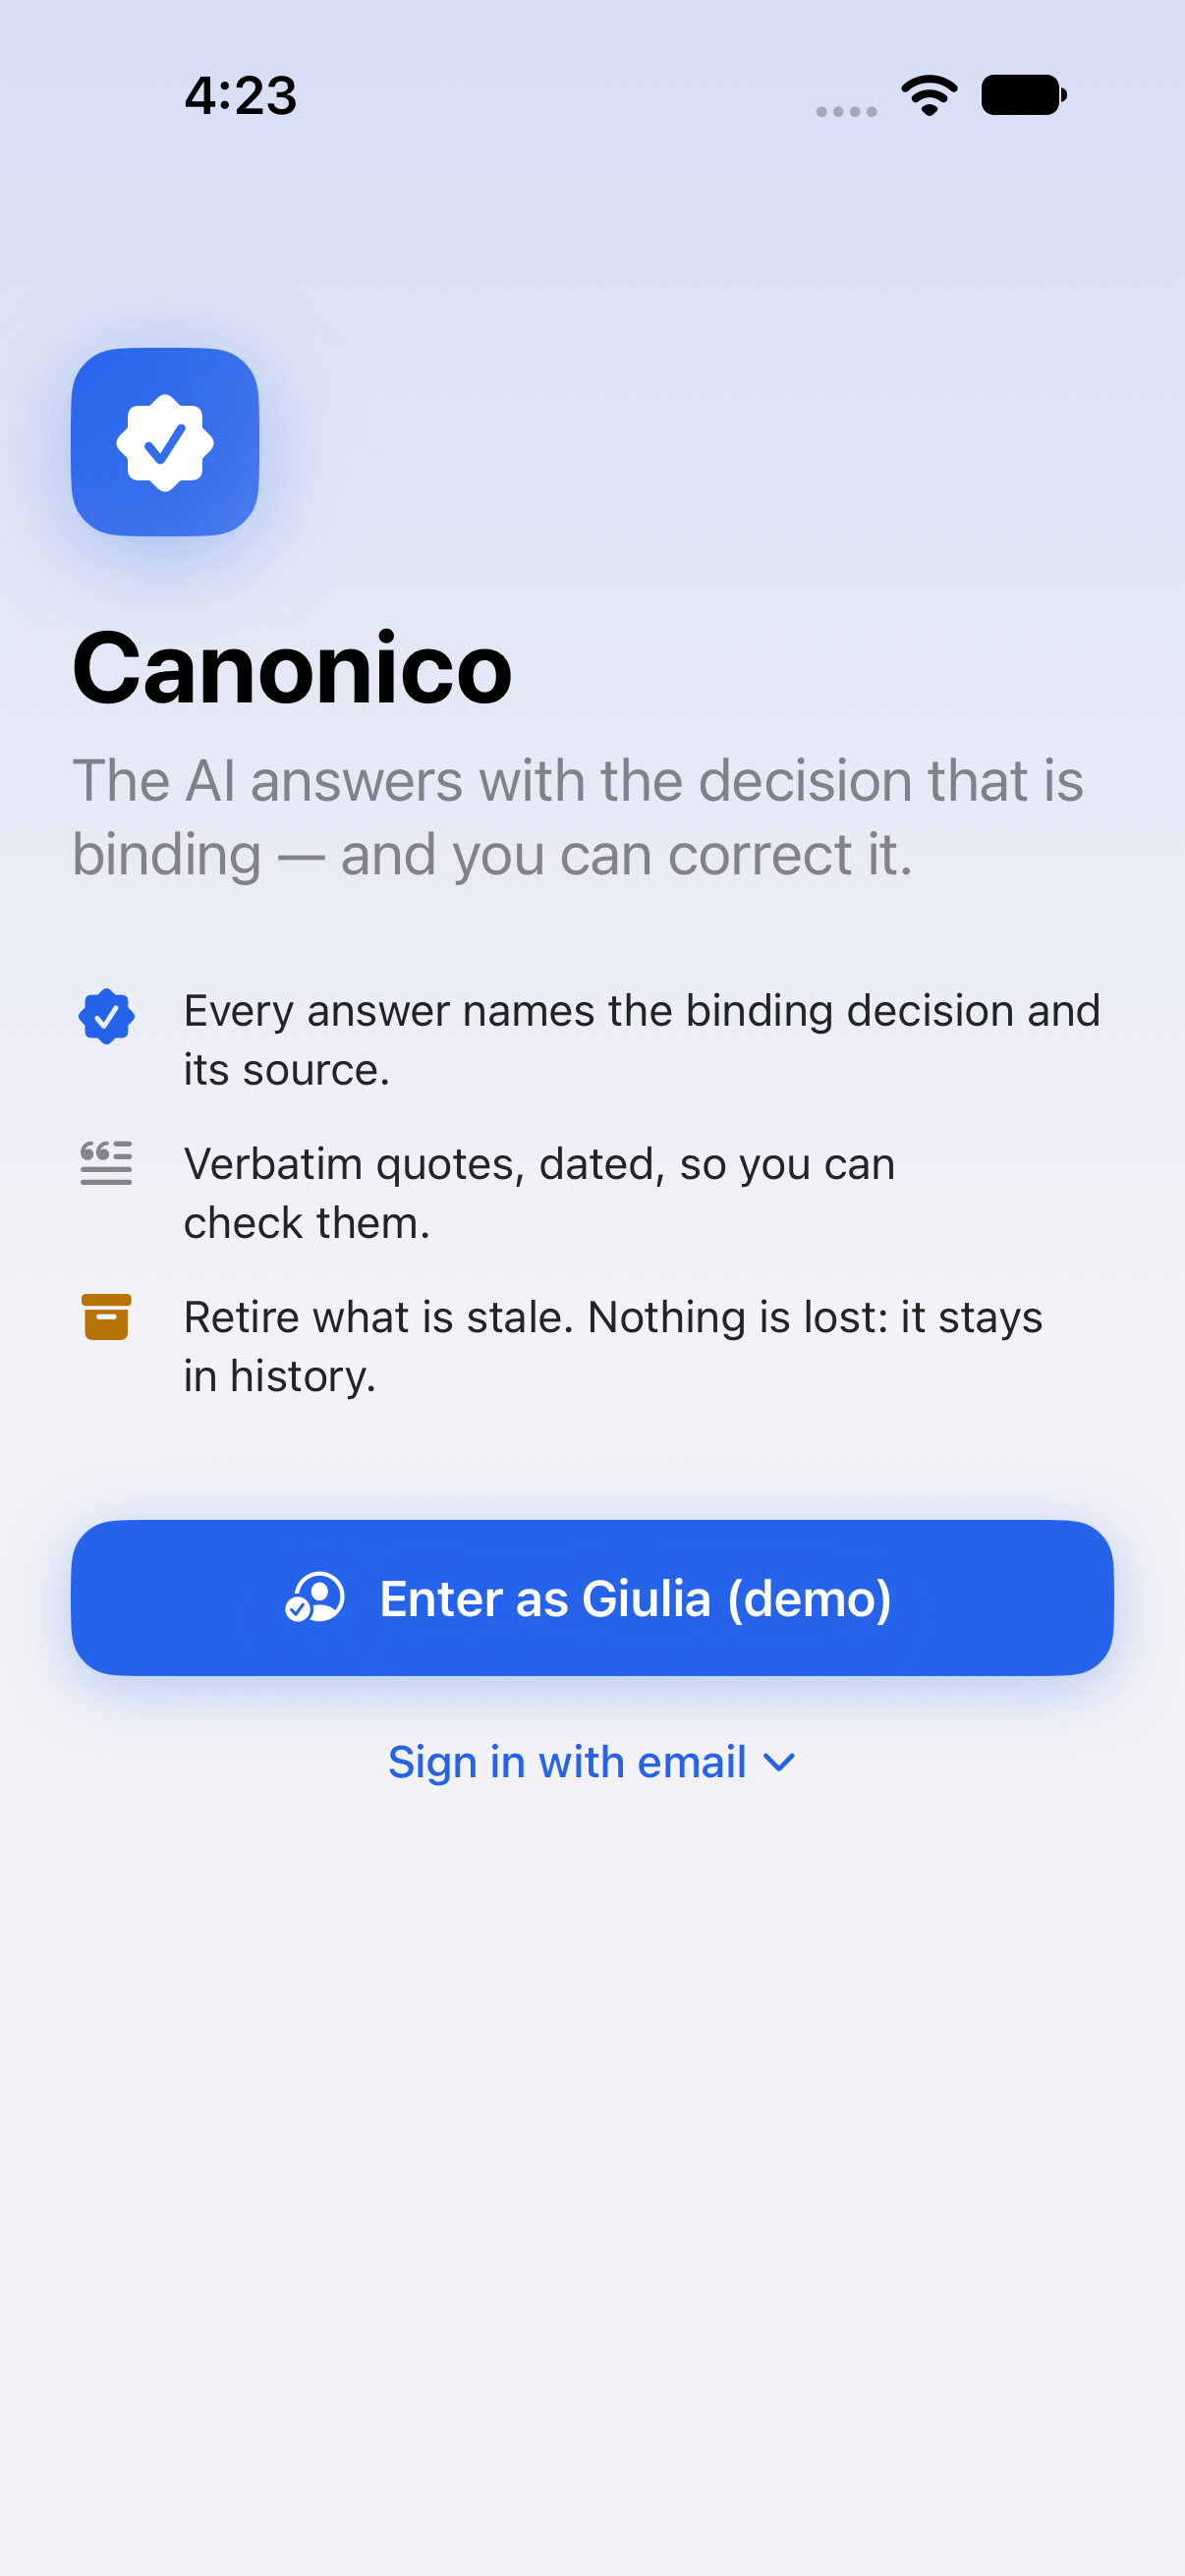 4:23
Canonico
The AI answers with the decision that is
binding — and you can correct it.
Every answer names the binding decision and
its source.
Verbatim quotes, dated, so you can
check them.
Retire what is stale. Nothing is lost: it stays
in history.
Enter as Giulia (demo)
Sign in with email